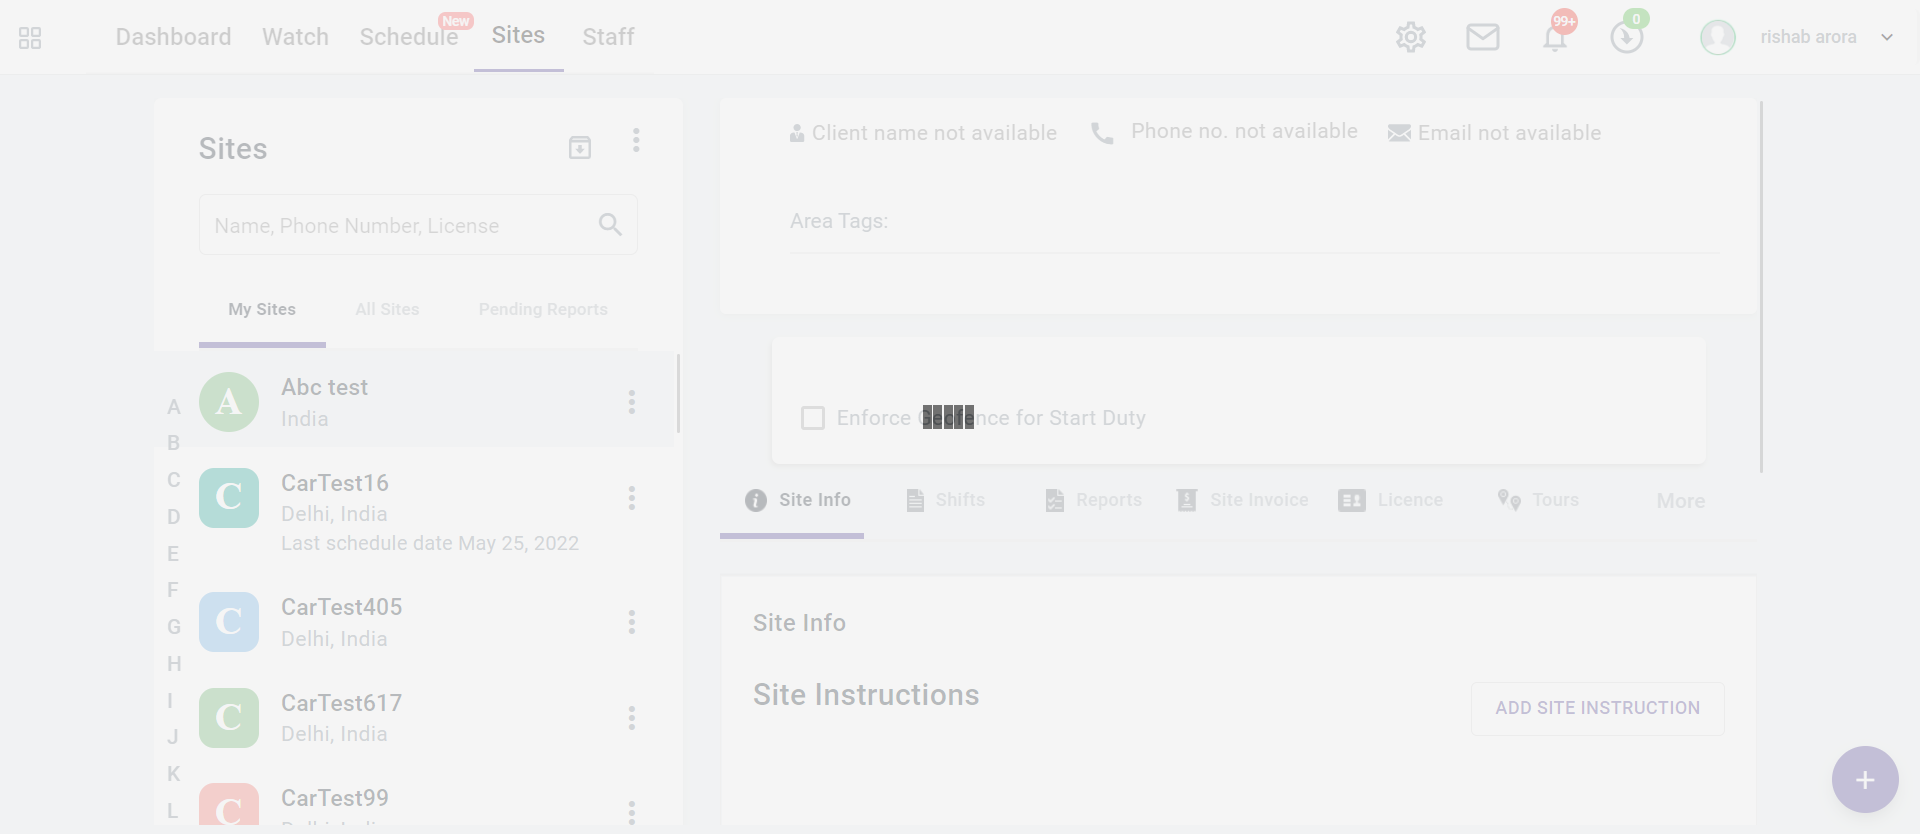 Dashboard Watch Schedule New Sites Staff 99+ 0 rishab arora
Sites
Name, Phone Number, License
My Sites All Sites Pending Reports
A
B
C
D
E
F
G
H
I
J
K
L
A Abc test
India
C CarTest16
Delhi, India
Last schedule date May 25, 2022
C CarTest405
Delhi, India
C CarTest617
Delhi, India
C CarTest99
Delhi, India
Client name not available Phone no. not available Email not available
Area Tags:
Enforce Geofence for Start Duty
Site Info Shifts Reports Site Invoice Licence Tours More
Site Info
Site Instructions
ADD SITE INSTRUCTION